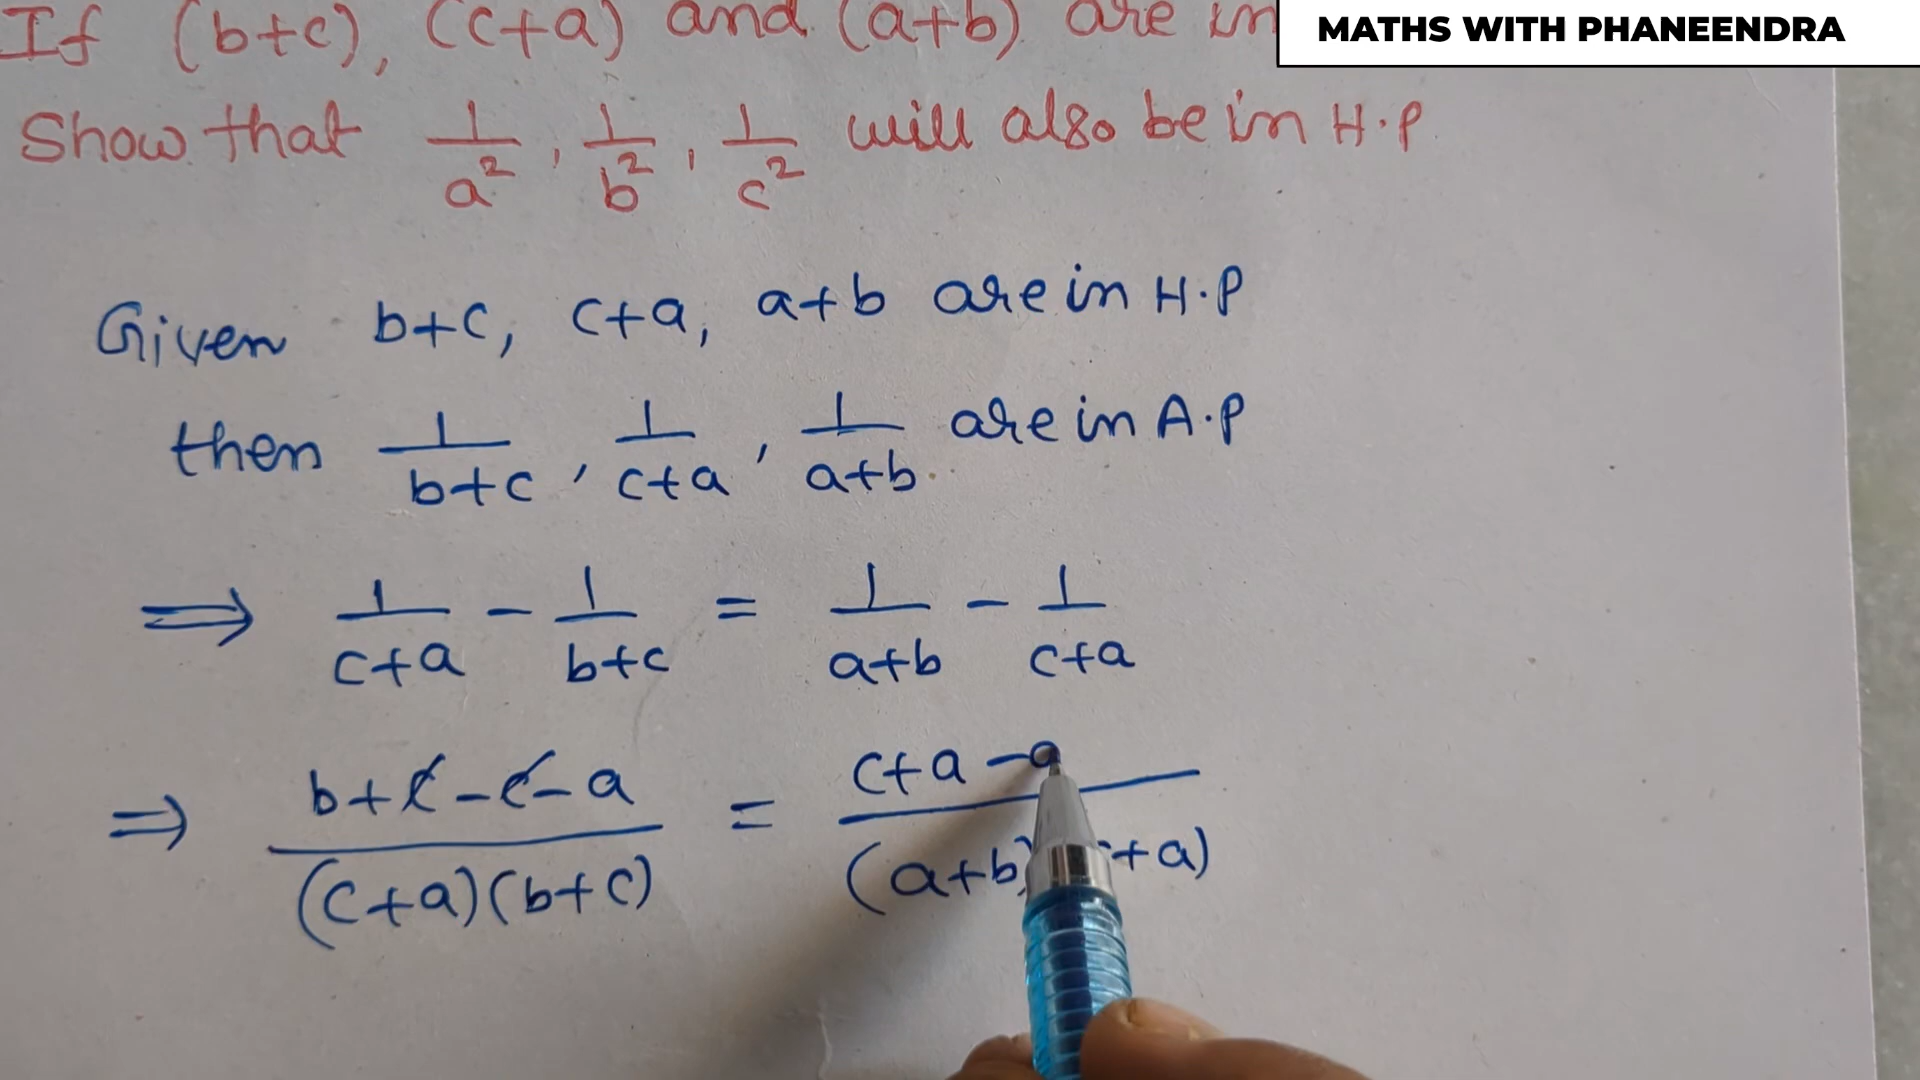 If (b+c), (c+a) and (a+b) are in
MATHS WITH PHANEENDRA
Show that 1/a², 1/b², 1/c² will also be in H.P
Given b+c, c+a, a+b are in H.P
then 1/(b+c), 1/(c+a), 1/(a+b) are in A.P
⟹ 1/(c+a) - 1/(b+c) = 1/(a+b) - 1/(c+a)
⇒ (b+c-c-a)/((c+a)(b+c)) = (c+a-a)/((a+b)(c+a))